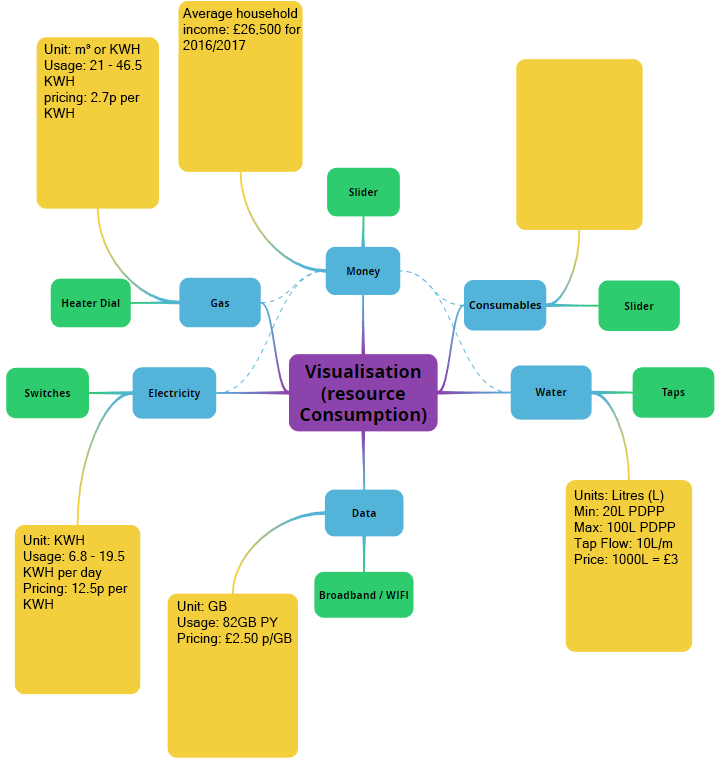 Average household
income: £26,500 for
2016/2017
Unit: m³ or KWH
Usage: 21 - 46.5
KWH
pricing: 2.7p per
KWH
Slider
Money
Heater Dial
Gas
Consumables
Slider
Switches
Electricity
Visualisation
(resource
Consumption)
Water
Taps
Data
Broadband / WIFI
Units: Litres (L)
Min: 20L PDPP
Max: 100L PDPP
Tap Flow: 10L/m
Price: 1000L = £3
Unit: KWH
Usage: 6.8 - 19.5
KWH per day
Pricing: 12.5p per
KWH
Unit: GB
Usage: 82GB PY
Pricing: £2.50 p/GB